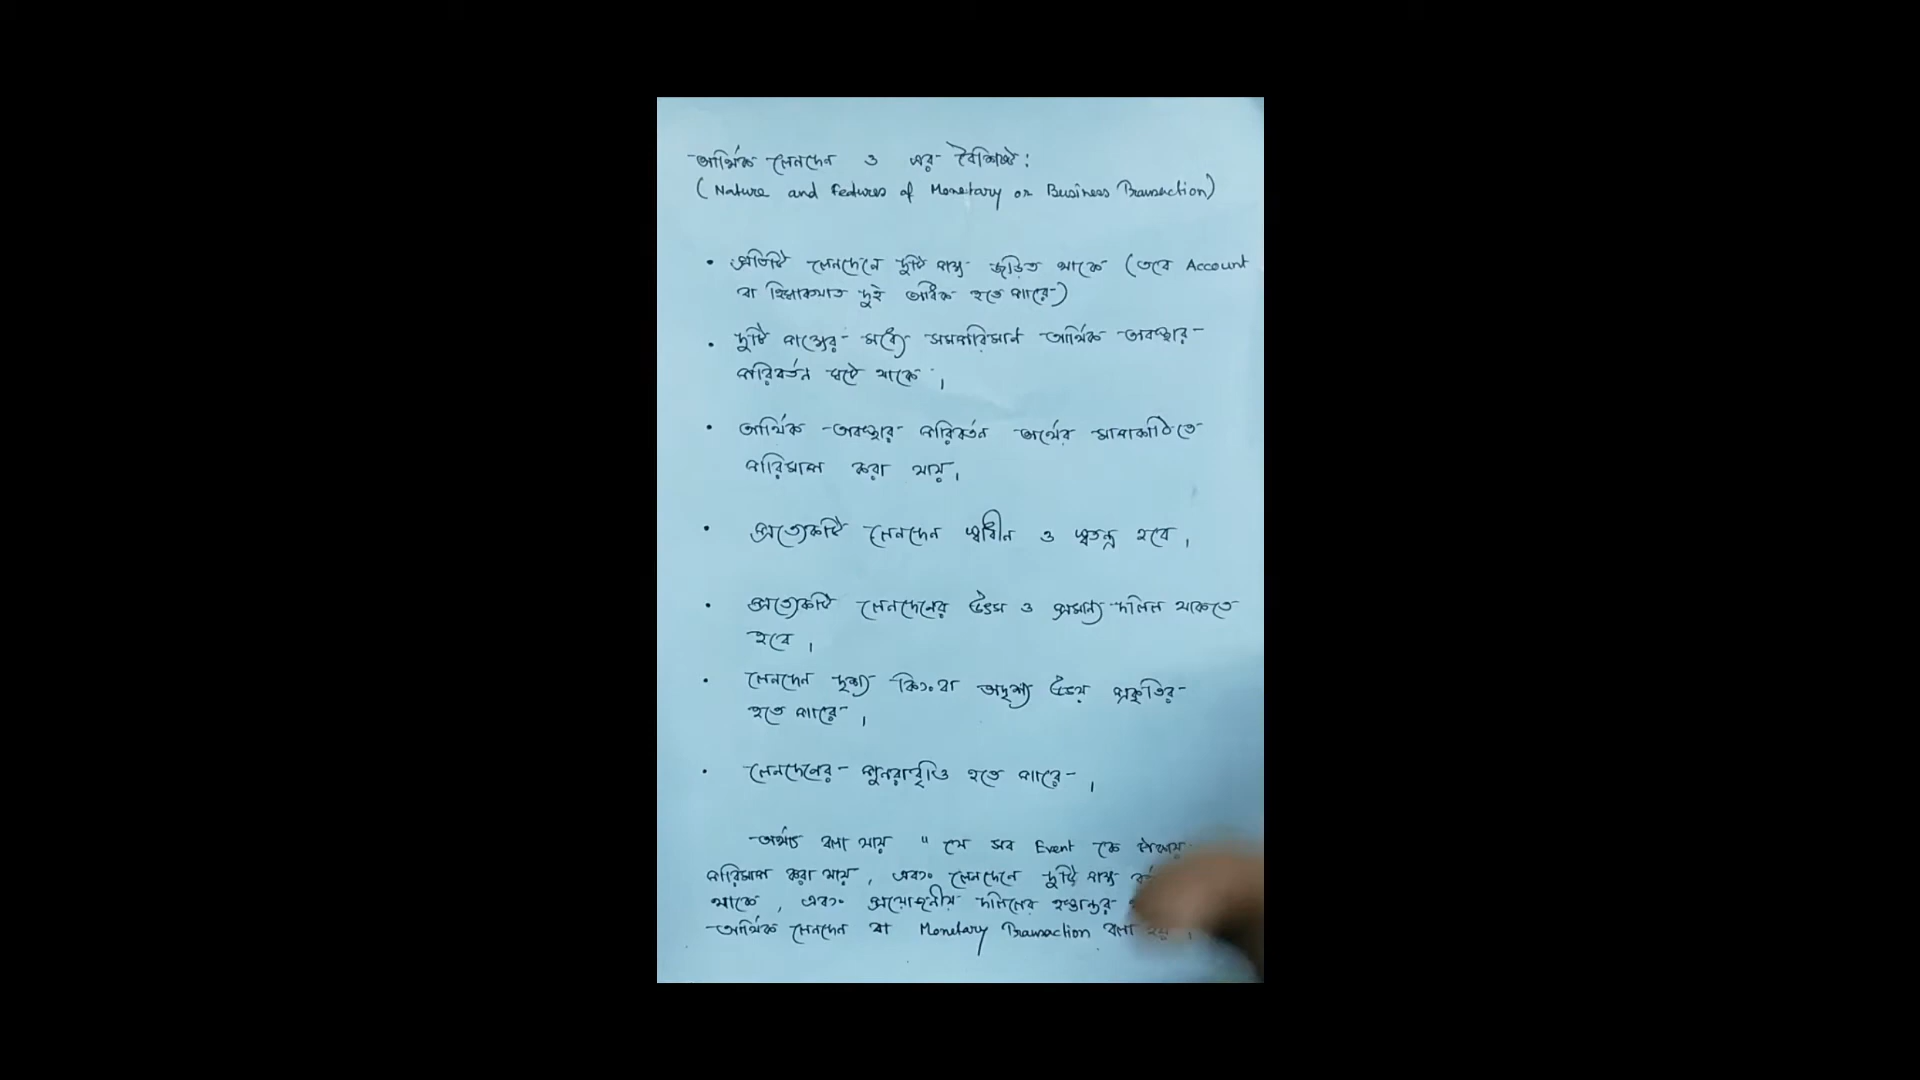 আর্থিক লেনদেন ও এর বৈশিষ্ট্য :
( Nature and Features of Monetary or Business Transaction)
• প্রতিটি লেনদেনে দুটি পক্ষ জড়িত থাকে (তবে Account
বা হিসাবখাত দুই অধিক হতে পারে)
• দুটি পক্ষের মধ্যে সমপরিমান আর্থিক অবস্থার
পরিবর্তন ঘটে থাকে ।
• আর্থিক অবস্থার পরিবর্তন অর্থের মাপকাঠিতে
পরিমাপ করা যায় ।
• প্রত্যেকটি লেনদেন স্বাধীন ও স্বতন্ত্র হবে ।
• প্রত্যেকটি লেনদেনের উৎস ও প্রমান্য দলিল থাকতে
হবে ।
• লেনদেন দৃশ্য কিংবা অদৃশ্য উভয় প্রকৃতির
হতে পারে ।
• লেনদেনের পুনরাবৃত্তি হতে পারে ।
বলা যায় " যে সব Event কে
পরিমাপ করা যায় , এবং লেনদেনে দুটি পক্ষ
থাকে , এবং প্রয়োজনীয় দলিলের হস্তান্তর
আর্থিক লেনদেন বা Monetary Transaction বলা হয় ।